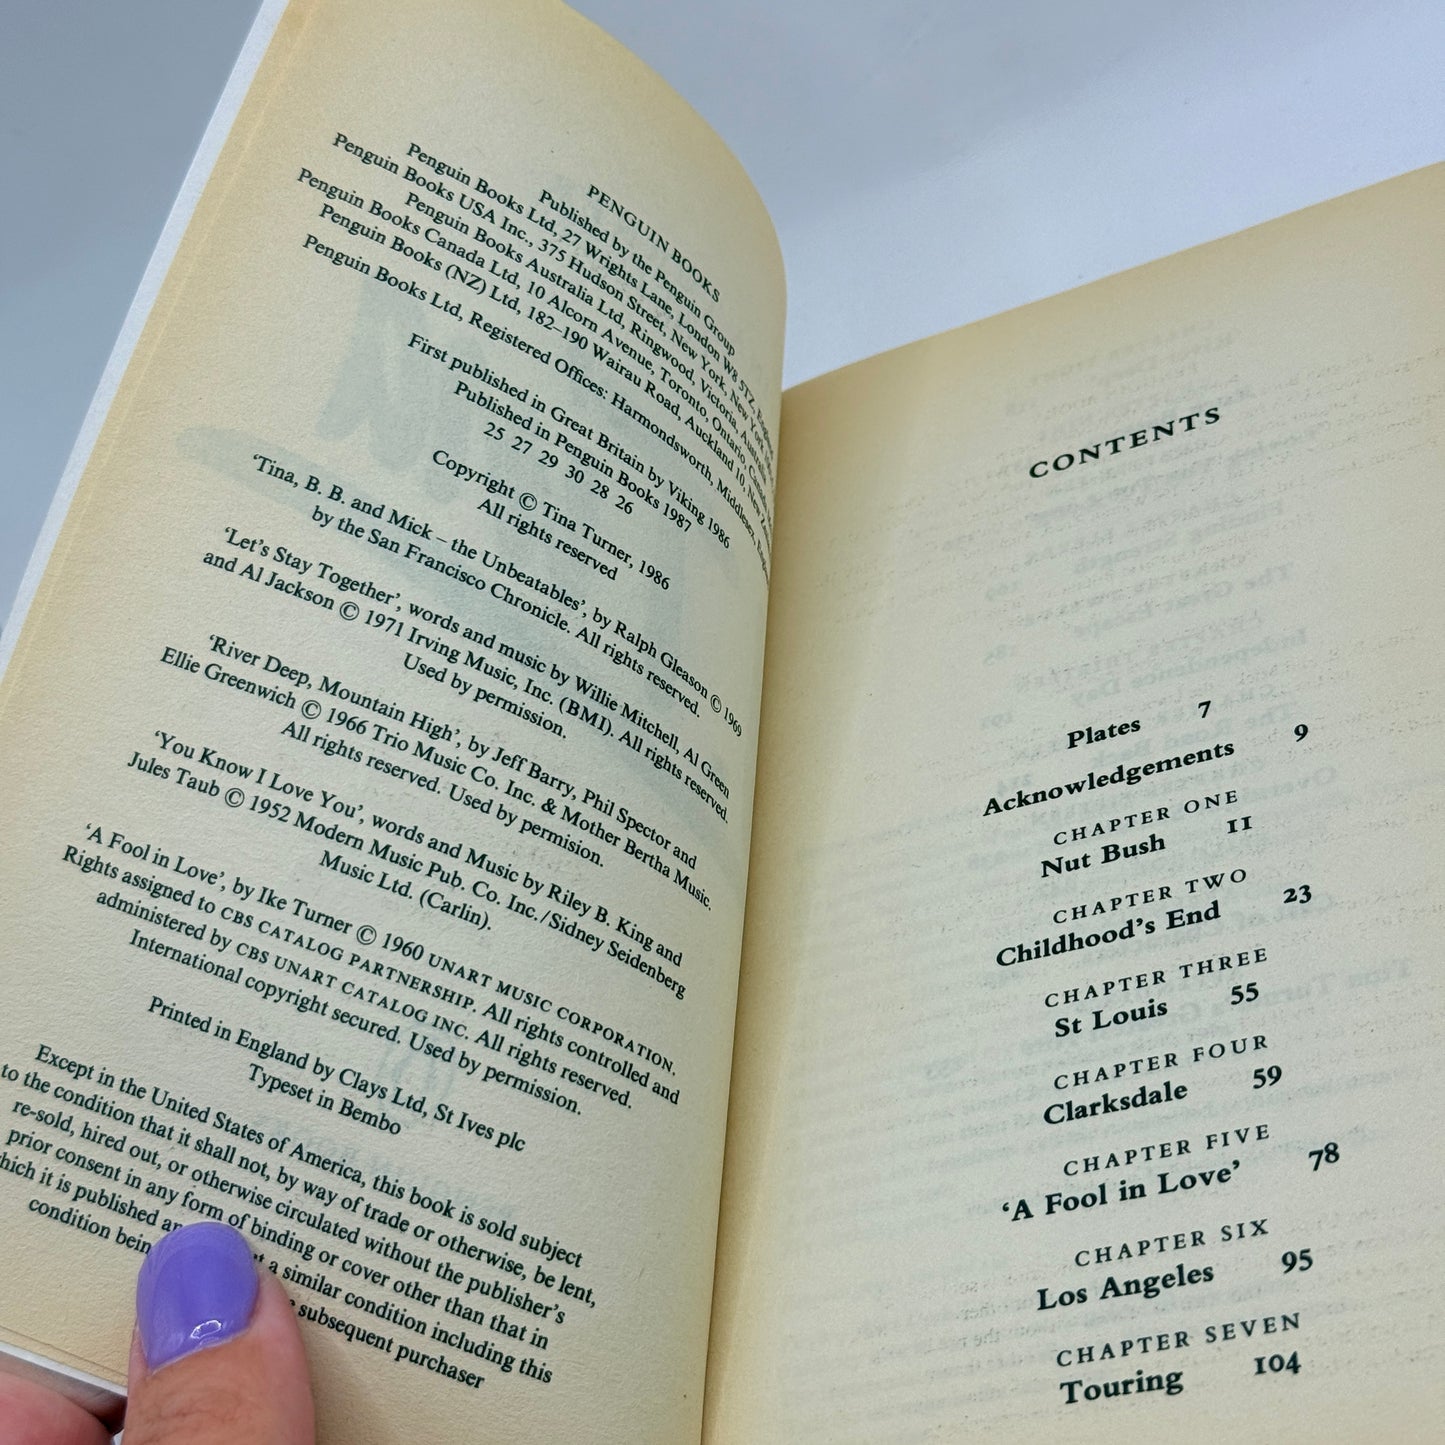 PENGUIN BOOKS
Published by the Penguin Group
Penguin Books Ltd, 27 Wrights Lane, London W8 5TZ, England
Penguin Books USA Inc., 375 Hudson Street, New York, New York
Penguin Books Australia Ltd, Ringwood, Victoria,
Penguin Books Canada Ltd, 10 Alcorn Avenue, Toronto, Ontario,
Penguin Books (NZ) Ltd, 182–190 Wairau Road, Auckland 10, New
Penguin Books Ltd, Registered Offices: Harmondsworth, Middlesex,
First published in Great Britain by Viking 1986
Published in Penguin Books 1987
25 27 29 30 28 26
Copyright © Tina Turner, 1986
All rights reserved
‘Tina, B. B. and Mick – the Unbeatables’, by Ralph Gleason © 1969
by the San Francisco Chronicle. All rights reserved.
‘Let’s Stay Together’, words and music by Willie Mitchell, Al Green
and Al Jackson © 1971 Irving Music, Inc. (BMI). All rights reserved.
Used by permission.
‘River Deep, Mountain High’, by Jeff Barry, Phil Spector and
Ellie Greenwich © 1966 Trio Music Co. Inc. & Mother Bertha Music.
All rights reserved. Used by permision.
‘You Know I Love You’, words and Music by Riley B. King and
Jules Taub © 1952 Modern Music Pub. Co. Inc./Sidney Seidenberg
Music Ltd. (Carlin).
‘A Fool in Love’, by Ike Turner © 1960 UNART MUSIC CORPORATION.
Rights assigned to CBS CATALOG PARTNERSHIP. All rights controlled and
administered by CBS UNART CATALOG INC. All rights reserved.
International copyright secured. Used by permission.
Printed in England by Clays Ltd, St Ives plc
Typeset in Bembo
Except in the United States of America, this book is sold subject
to the condition that it shall not, by way of trade or otherwise, be lent,
re-sold, hired out, or otherwise circulated without the publisher’s
prior consent in any form of binding or cover other than that in
which it is published a similar condition including this
condition subsequent purchaser
CONTENTS
Plates 7
Acknowledgements 9
CHAPTER ONE
Nut Bush 11
CHAPTER TWO
Childhood’s End 23
CHAPTER THREE
St Louis 55
CHAPTER FOUR
Clarksdale 59
CHAPTER FIVE
‘A Fool in Love’ 78
CHAPTER SIX
Los Angeles 95
CHAPTER SEVEN
Touring 104